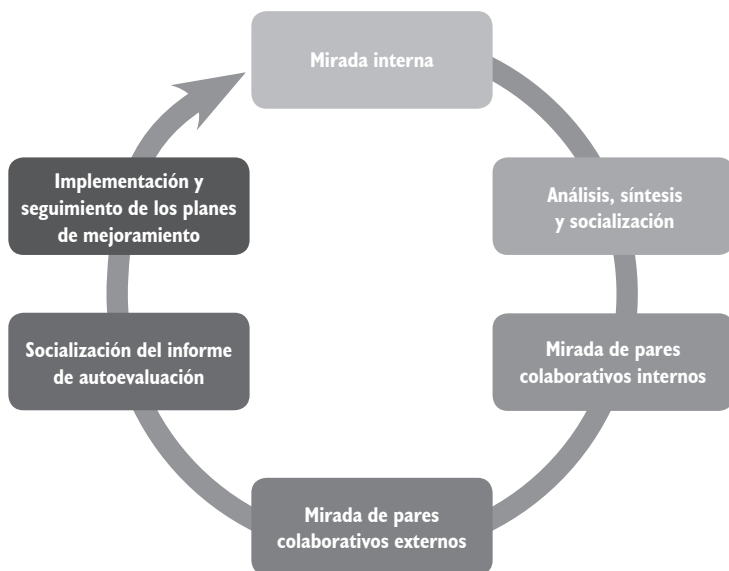 Mirada interna
Análisis, síntesis
y socialización
Mirada de pares
colaborativos internos
Mirada de pares
colaborativos externos
Socialización del informe
de autoevaluación
Implementación y
seguimiento de los planes
de mejoramiento